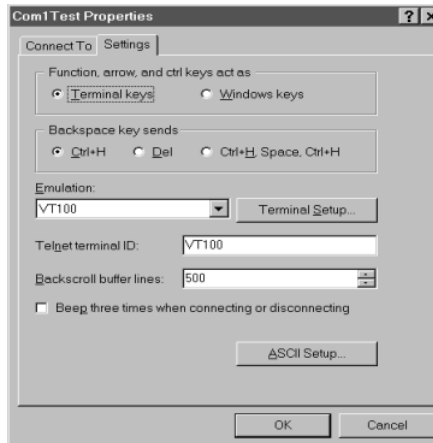 Com1Test Properties
Connect To Settings
Function, arrow, and ctrl keys act as
Terminal keys Windows keys
Backspace key sends
Ctrl+H Del Ctrl+H, Space, Ctrl+H
Emulation:
VT100 Terminal Setup...
Telnet terminal ID: VT100
Backscroll buffer lines: 500
Beep three times when connecting or disconnecting
ASCII Setup...
OK Cancel